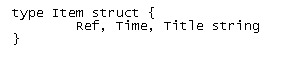 type Item struct {
        Ref, Time, Title string
}